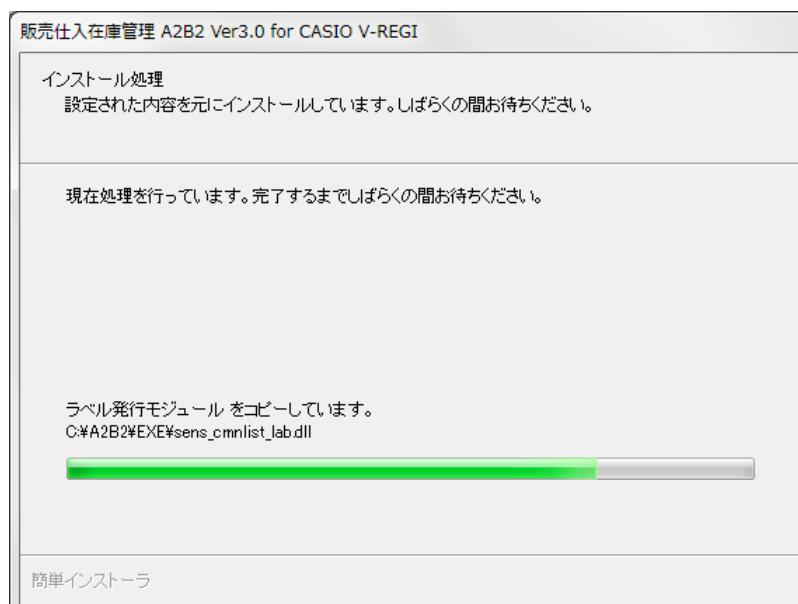 販売仕入在庫管理 A2B2 Ver3.0 for CASIO V-REGI
インストール処理
設定された内容を元にインストールしています。しばらくの間お待ちください。
現在処理を行っています。完了するまでしばらくの間お待ちください。
ラベル発行モジュール をコピーしています。
C:¥A2B2¥EXE¥sens_cmnlist_lab.dll
簡単インストーラ